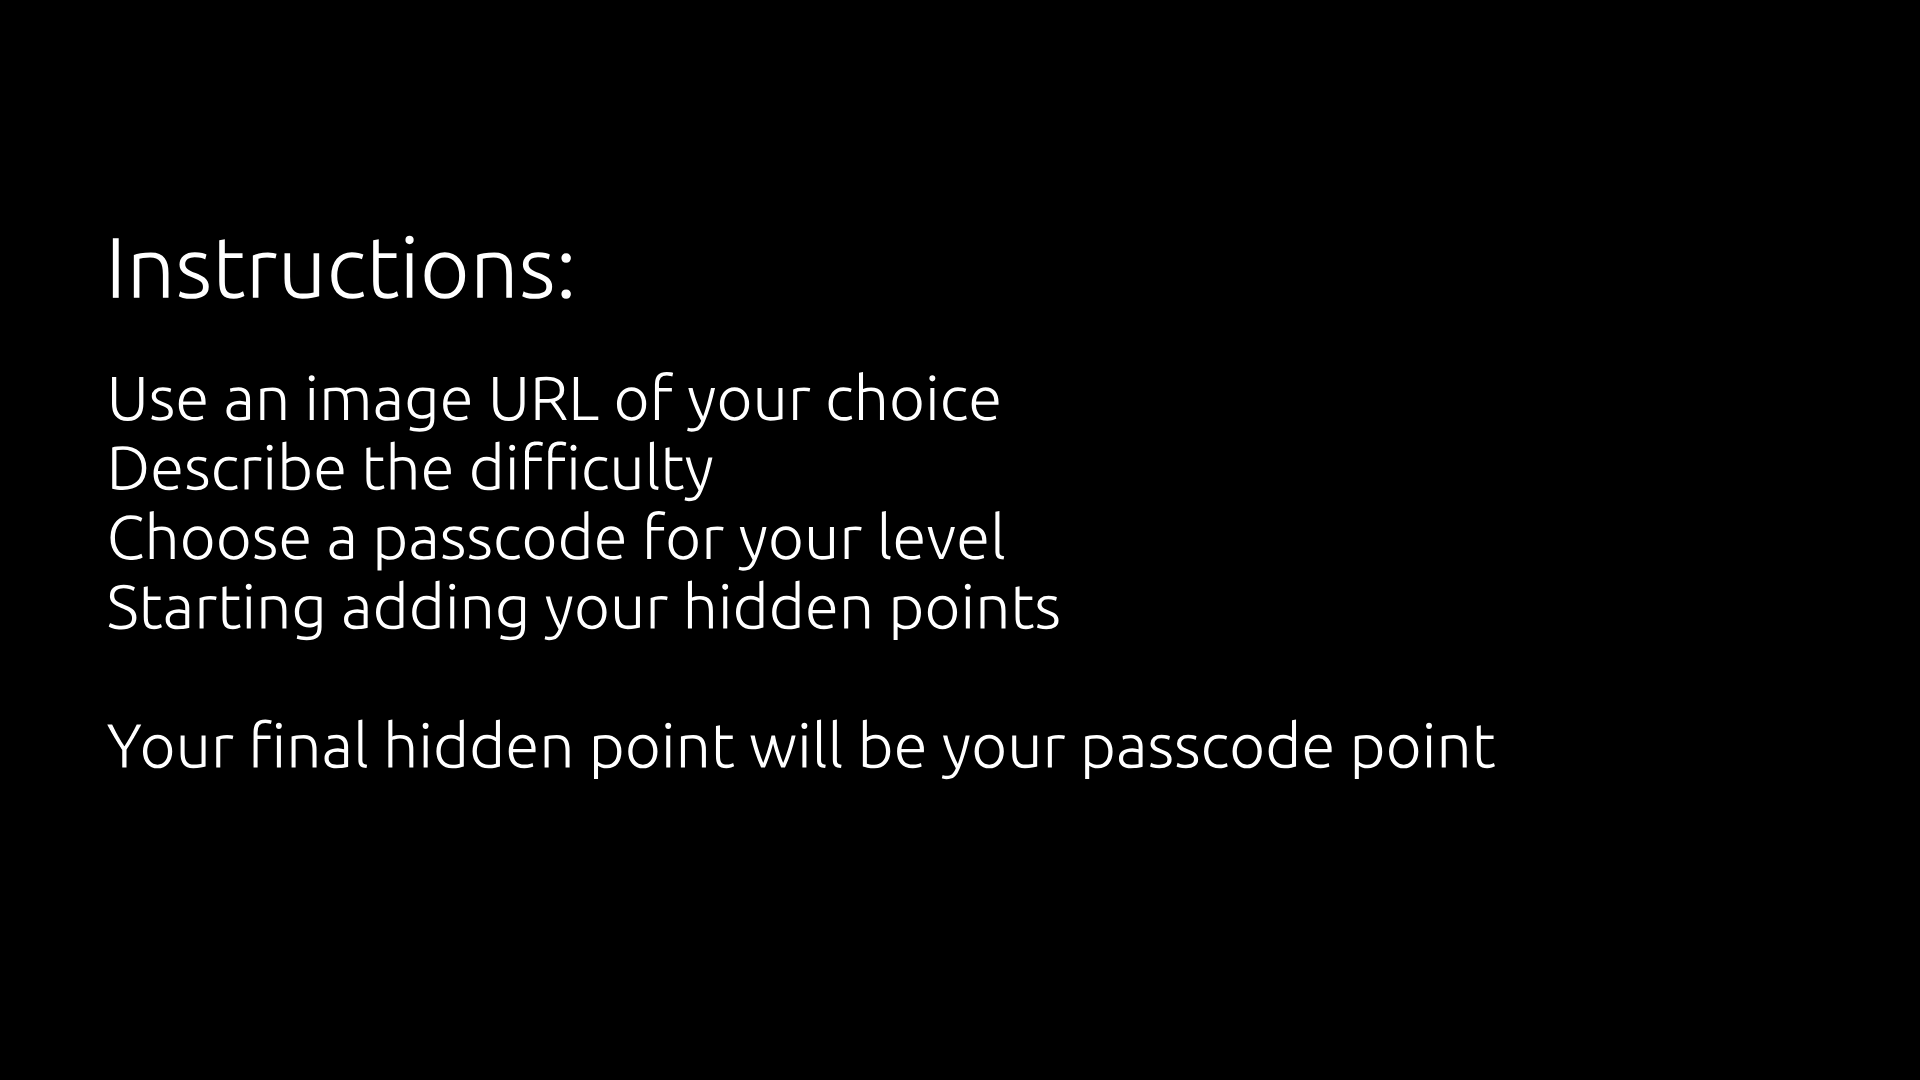 Instructions:
Use an image URL of your choice
Describe the difficulty
Choose a passcode for your level
Starting adding your hidden points
Your final hidden point will be your passcode point